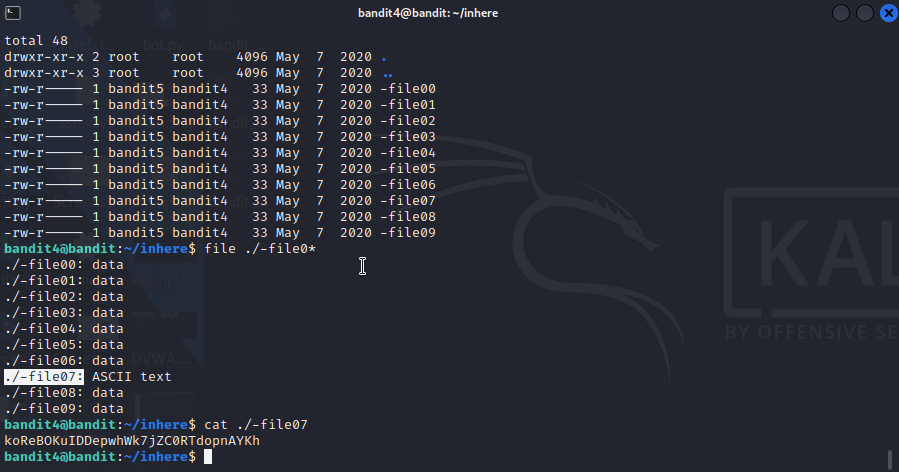 bandit4@bandit: ~/inhere
total 48
drwxr-xr-x 2 root    root    4096 May  7  2020 .
drwxr-xr-x 3 root    root    4096 May  7  2020 ..
-rw-r----- 1 bandit5 bandit4   33 May  7  2020 -file00
-rw-r----- 1 bandit5 bandit4   33 May  7  2020 -file01
-rw-r----- 1 bandit5 bandit4   33 May  7  2020 -file02
-rw-r----- 1 bandit5 bandit4   33 May  7  2020 -file03
-rw-r----- 1 bandit5 bandit4   33 May  7  2020 -file04
-rw-r----- 1 bandit5 bandit4   33 May  7  2020 -file05
-rw-r----- 1 bandit5 bandit4   33 May  7  2020 -file06
-rw-r----- 1 bandit5 bandit4   33 May  7  2020 -file07
-rw-r----- 1 bandit5 bandit4   33 May  7  2020 -file08
-rw-r----- 1 bandit5 bandit4   33 May  7  2020 -file09
bandit4@bandit:~/inhere$ file ./-file0*
./-file00: data
./-file01: data
./-file02: data
./-file03: data
./-file04: data
./-file05: data
./-file06: data
./-file07: ASCII text
./-file08: data
./-file09: data
bandit4@bandit:~/inhere$ cat ./-file07
koReBOKuIDDepwhWk7jZC0RTdopnAYKh
bandit4@bandit:~/inhere$
KAL
BY OFFENSIVE SE